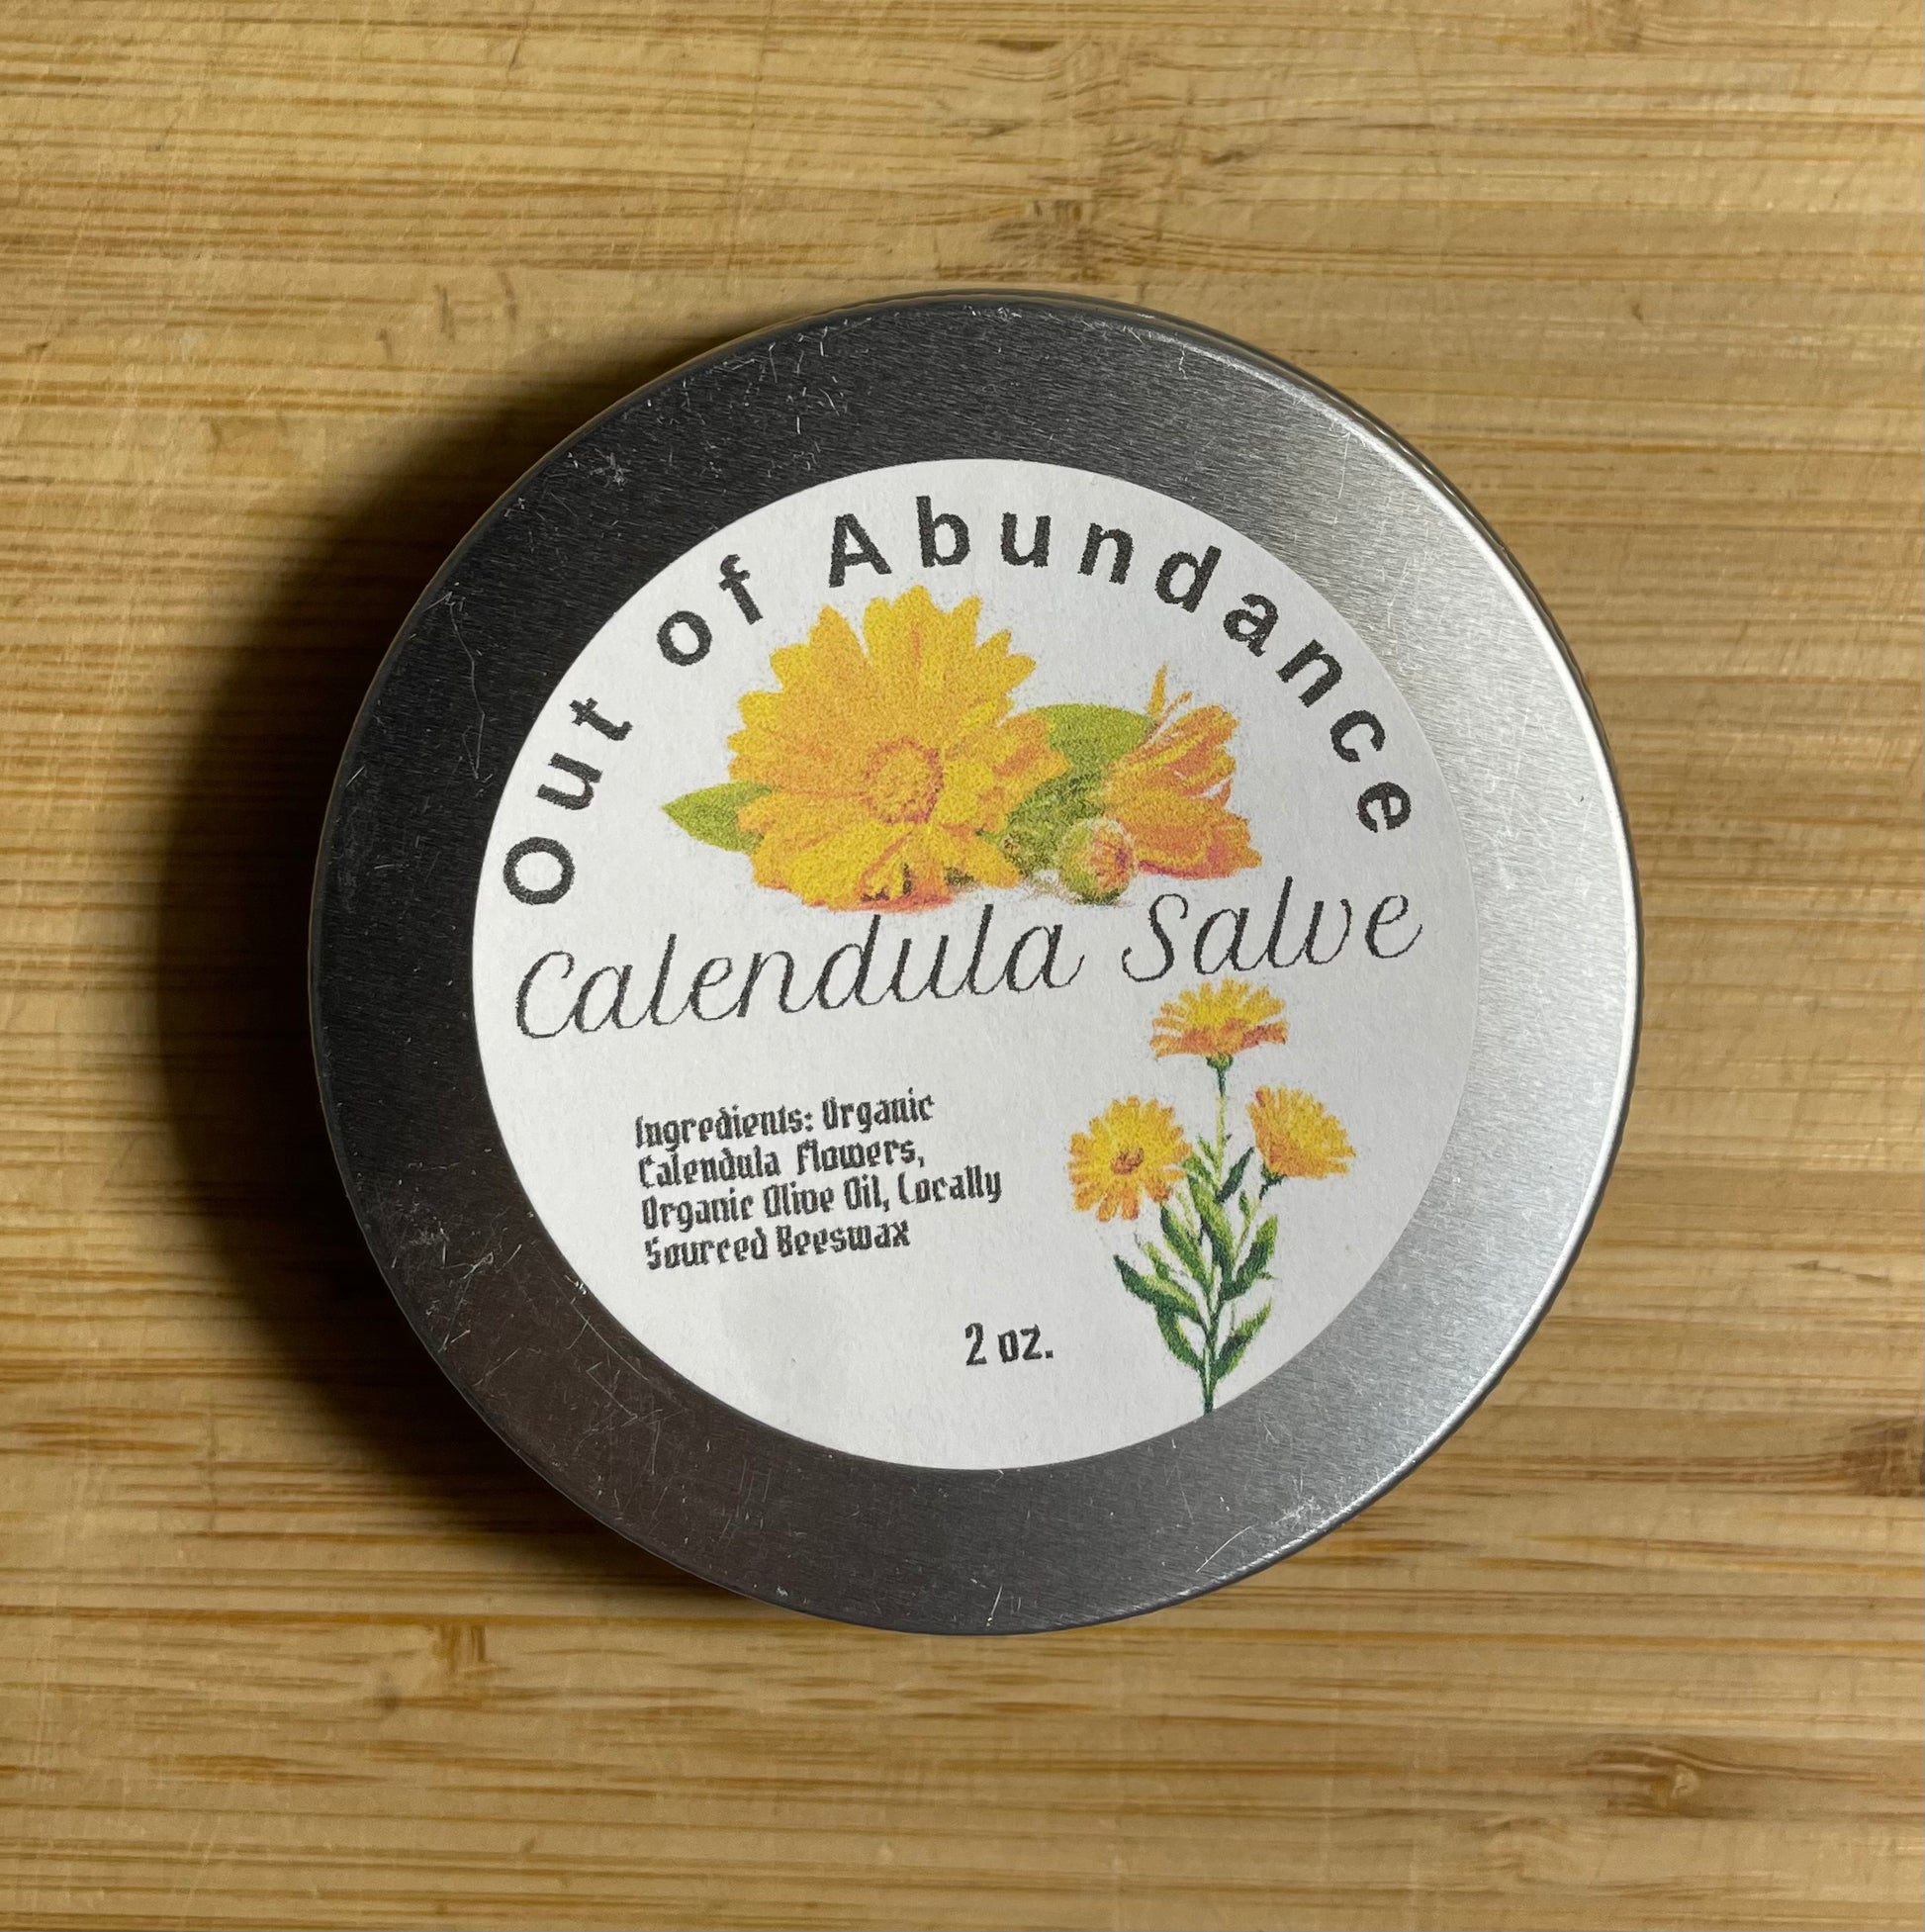 Out of Abundance
Calendula Salve
Ingredients: Organic
Calendula Flowers,
Organic Olive Oil, Locally
Sourced Beeswax
2 oz.